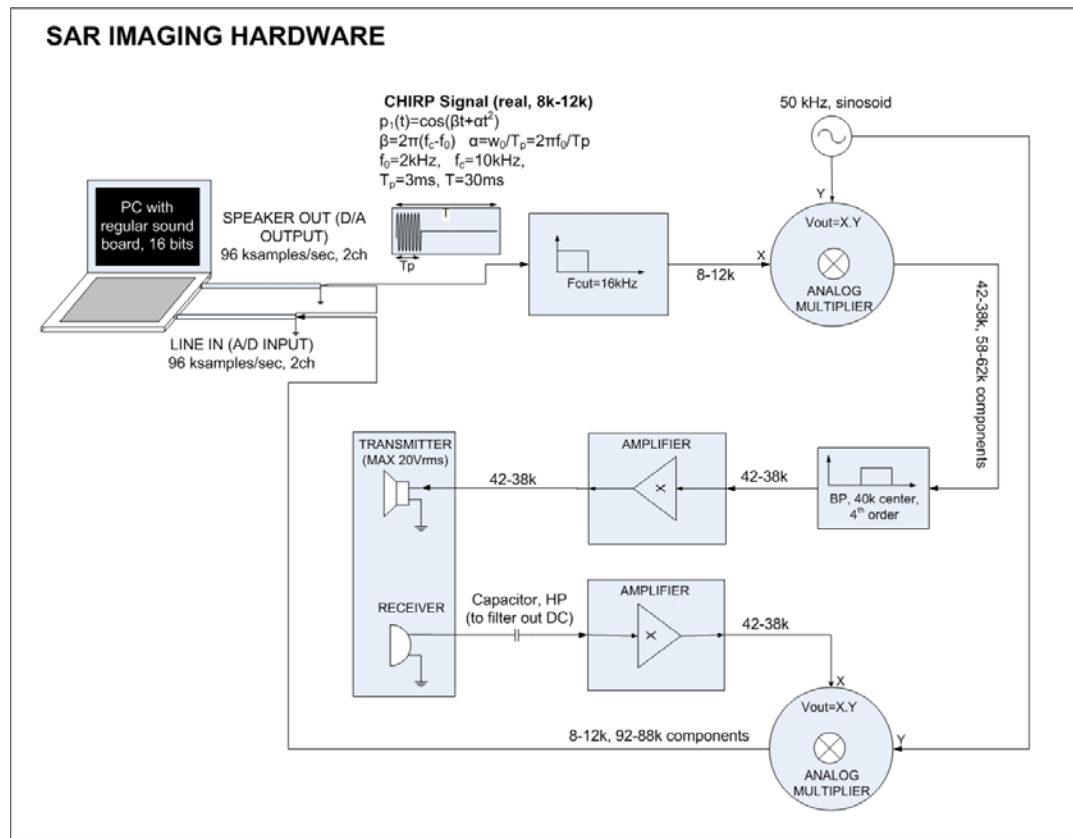 SAR IMAGING HARDWARE
CHIRP Signal (real, 8k-12k)
p₁(t)=cos(βt+αt²)
β=2π(f_c-f₀) α=w₀/T_p=2πf₀/Tp
f₀=2kHz, f_c=10kHz,
T_p=3ms, T=30ms
50 kHz, sinosoid
PC with
regular sound
board, 16 bits
SPEAKER OUT (D/A
OUTPUT)
96 ksamples/sec, 2ch
T
Tp
Fcut=16kHz
8-12k
X
Y
Vout=X.Y
ANALOG
MULTIPLIER
42-38k, 58-62k components
LINE IN (A/D INPUT)
96 ksamples/sec, 2ch
TRANSMITTER
(MAX 20Vrms)
42-38k
AMPLIFIER
X
42-38k
BP, 40k center,
4th order
RECEIVER
Capacitor, HP
(to filter out DC)
AMPLIFIER
X
42-38k
X
Vout=X.Y
Y
ANALOG
MULTIPLIER
8-12k, 92-88k components